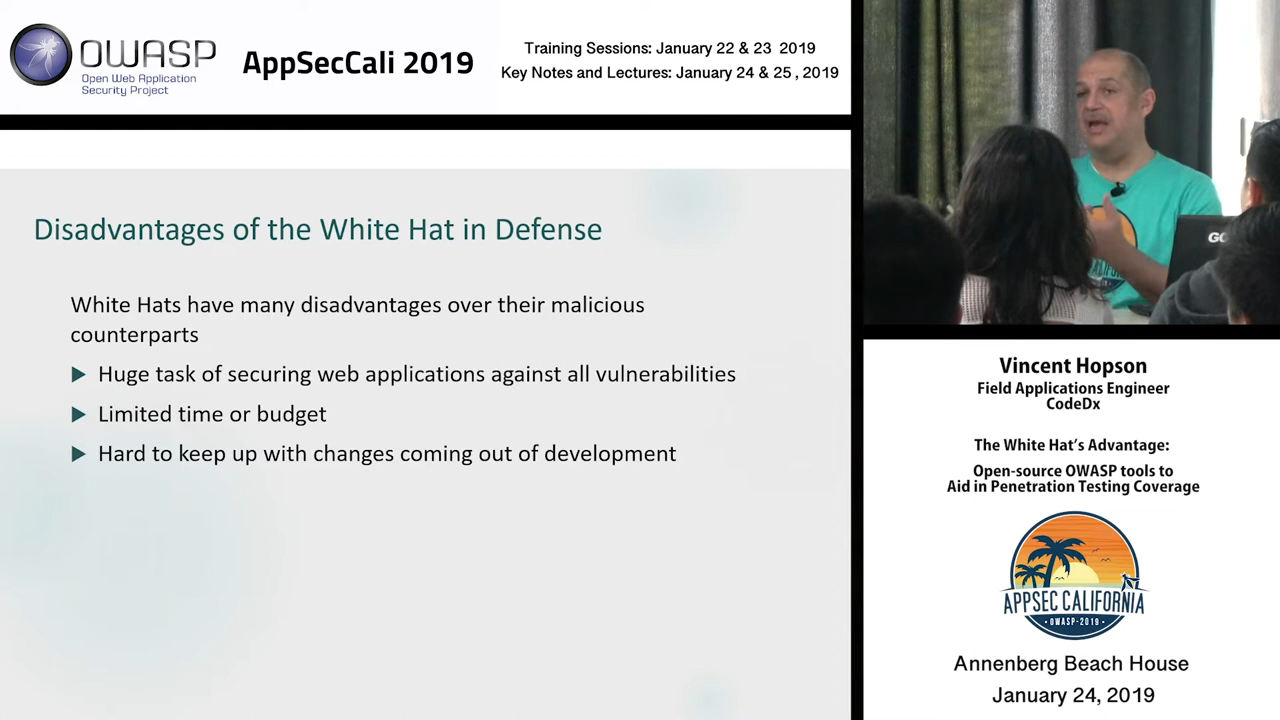 OWASP
Open Web Application
Security Project
AppSecCali 2019
Training Sessions: January 22 & 23 2019
Key Notes and Lectures: January 24 & 25, 2019
Disadvantages of the White Hat in Defense
White Hats have many disadvantages over their malicious
counterparts
Huge task of securing web applications against all vulnerabilities
Limited time or budget
Hard to keep up with changes coming out of development
Vincent Hopson
Field Applications Engineer
CodeDx
The White Hat's Advantage:
Open-source OWASP tools to
Aid in Penetration Testing Coverage
APPSEC CALIFORNIA
• OWASP-2019 •
Annenberg Beach House
January 24, 2019